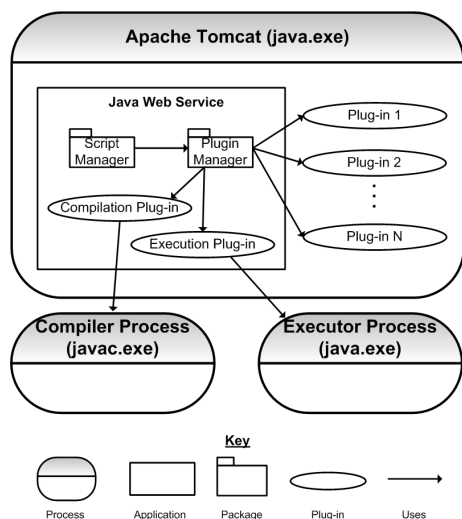 Apache Tomcat (java.exe)
Java Web Service
Script
Manager
Plugin
Manager
Compilation Plug-in
Execution Plug-in
Plug-in 1
Plug-in 2
Plug-in N
Compiler Process
(javac.exe)
Executor Process
(java.exe)
Key
Process
Application
Package
Plug-in
Uses